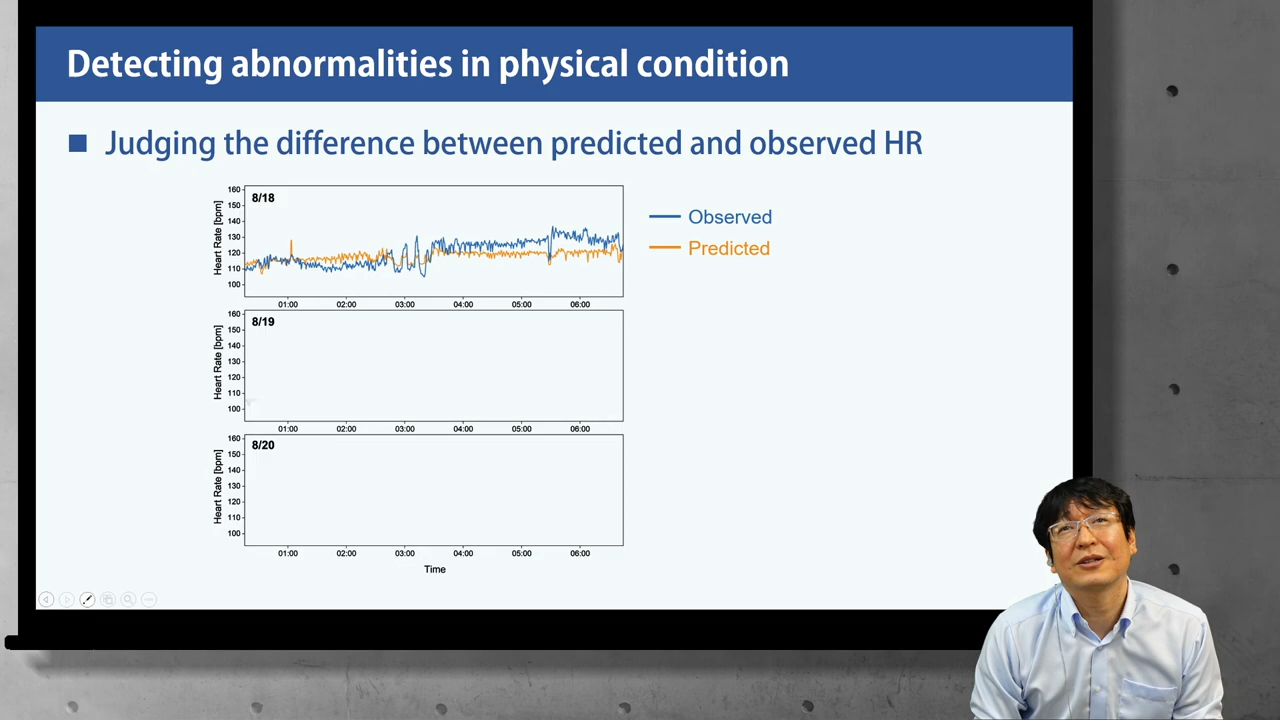 Detecting abnormalities in physical condition
■ Judging the difference between predicted and observed HR
8/18
Heart Rate [bpm]
160
150
140
130
120
110
100
01:00 02:00 03:00 04:00 05:00 06:00
Observed
Predicted
8/19
Heart Rate [bpm]
160
150
140
130
120
110
100
01:00 02:00 03:00 04:00 05:00 06:00
8/20
Heart Rate [bpm]
160
150
140
130
120
110
100
01:00 02:00 03:00 04:00 05:00 06:00
Time